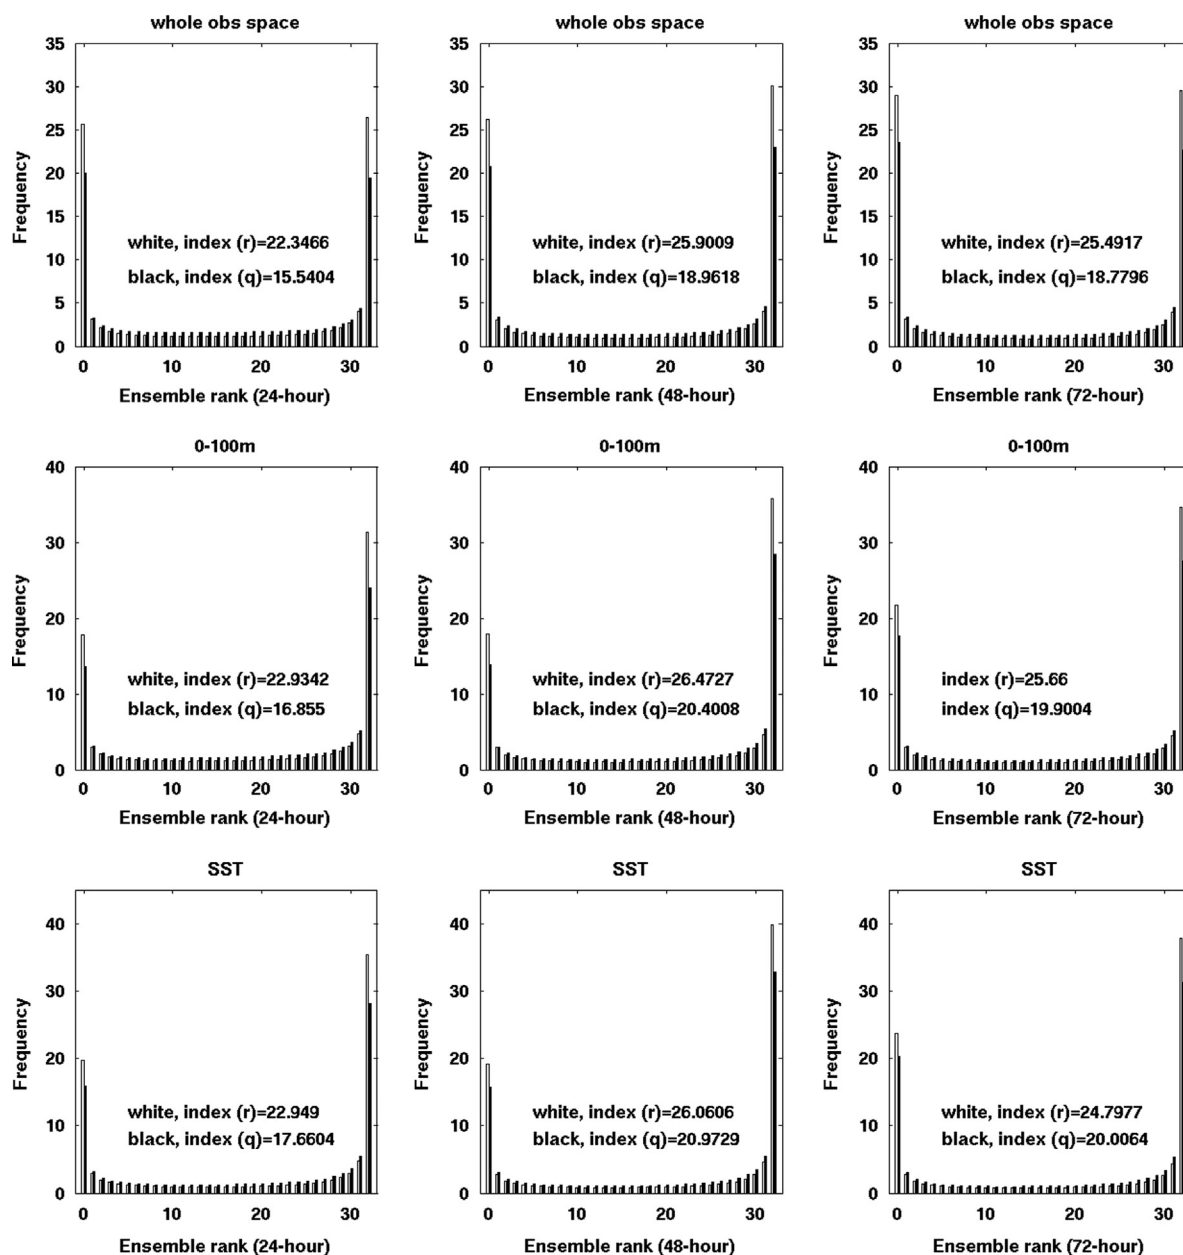 whole obs space
35
30
25
20
15
10
5
0
Frequency
white, index (r)=22.3466
black, index (q)=15.5404
0 10 20 30
Ensemble rank (24-hour)
whole obs space
35
30
25
20
15
10
5
0
Frequency
white, index (r)=25.9009
black, index (q)=18.9618
0 10 20 30
Ensemble rank (48-hour)
whole obs space
35
30
25
20
15
10
5
0
Frequency
white, index (r)=25.4917
black, index (q)=18.7796
0 10 20 30
Ensemble rank (72-hour)
0-100m
40
30
20
10
0
Frequency
white, index (r)=22.9342
black, index (q)=16.855
0 10 20 30
Ensemble rank (24-hour)
0-100m
40
30
20
10
0
Frequency
white, index (r)=26.4727
black, index (q)=20.4008
0 10 20 30
Ensemble rank (48-hour)
0-100m
40
30
20
10
0
Frequency
index (r)=25.66
index (q)=19.9004
0 10 20 30
Ensemble rank (72-hour)
SST
40
30
20
10
0
Frequency
white, index (r)=22.949
black, index (q)=17.6604
0 10 20 30
Ensemble rank (24-hour)
SST
40
30
20
10
0
Frequency
white, index (r)=26.0606
black, index (q)=20.9729
0 10 20 30
Ensemble rank (48-hour)
SST
40
30
20
10
0
Frequency
white, index (r)=24.7977
black, index (q)=20.0064
0 10 20 30
Ensemble rank (72-hour)